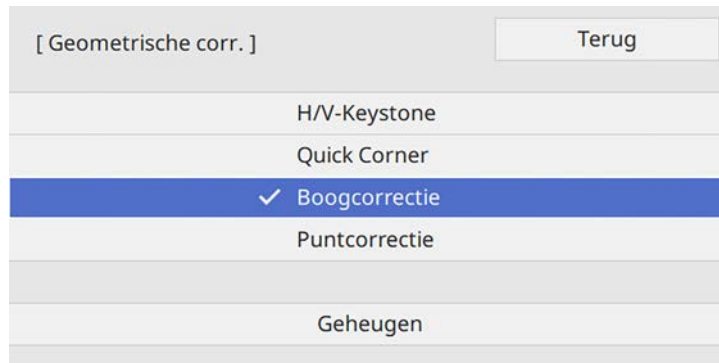 [ Geometrische corr. ]
Terug
H/V-Keystone
Quick Corner
Boogcorrectie
Puntcorrectie
Geheugen